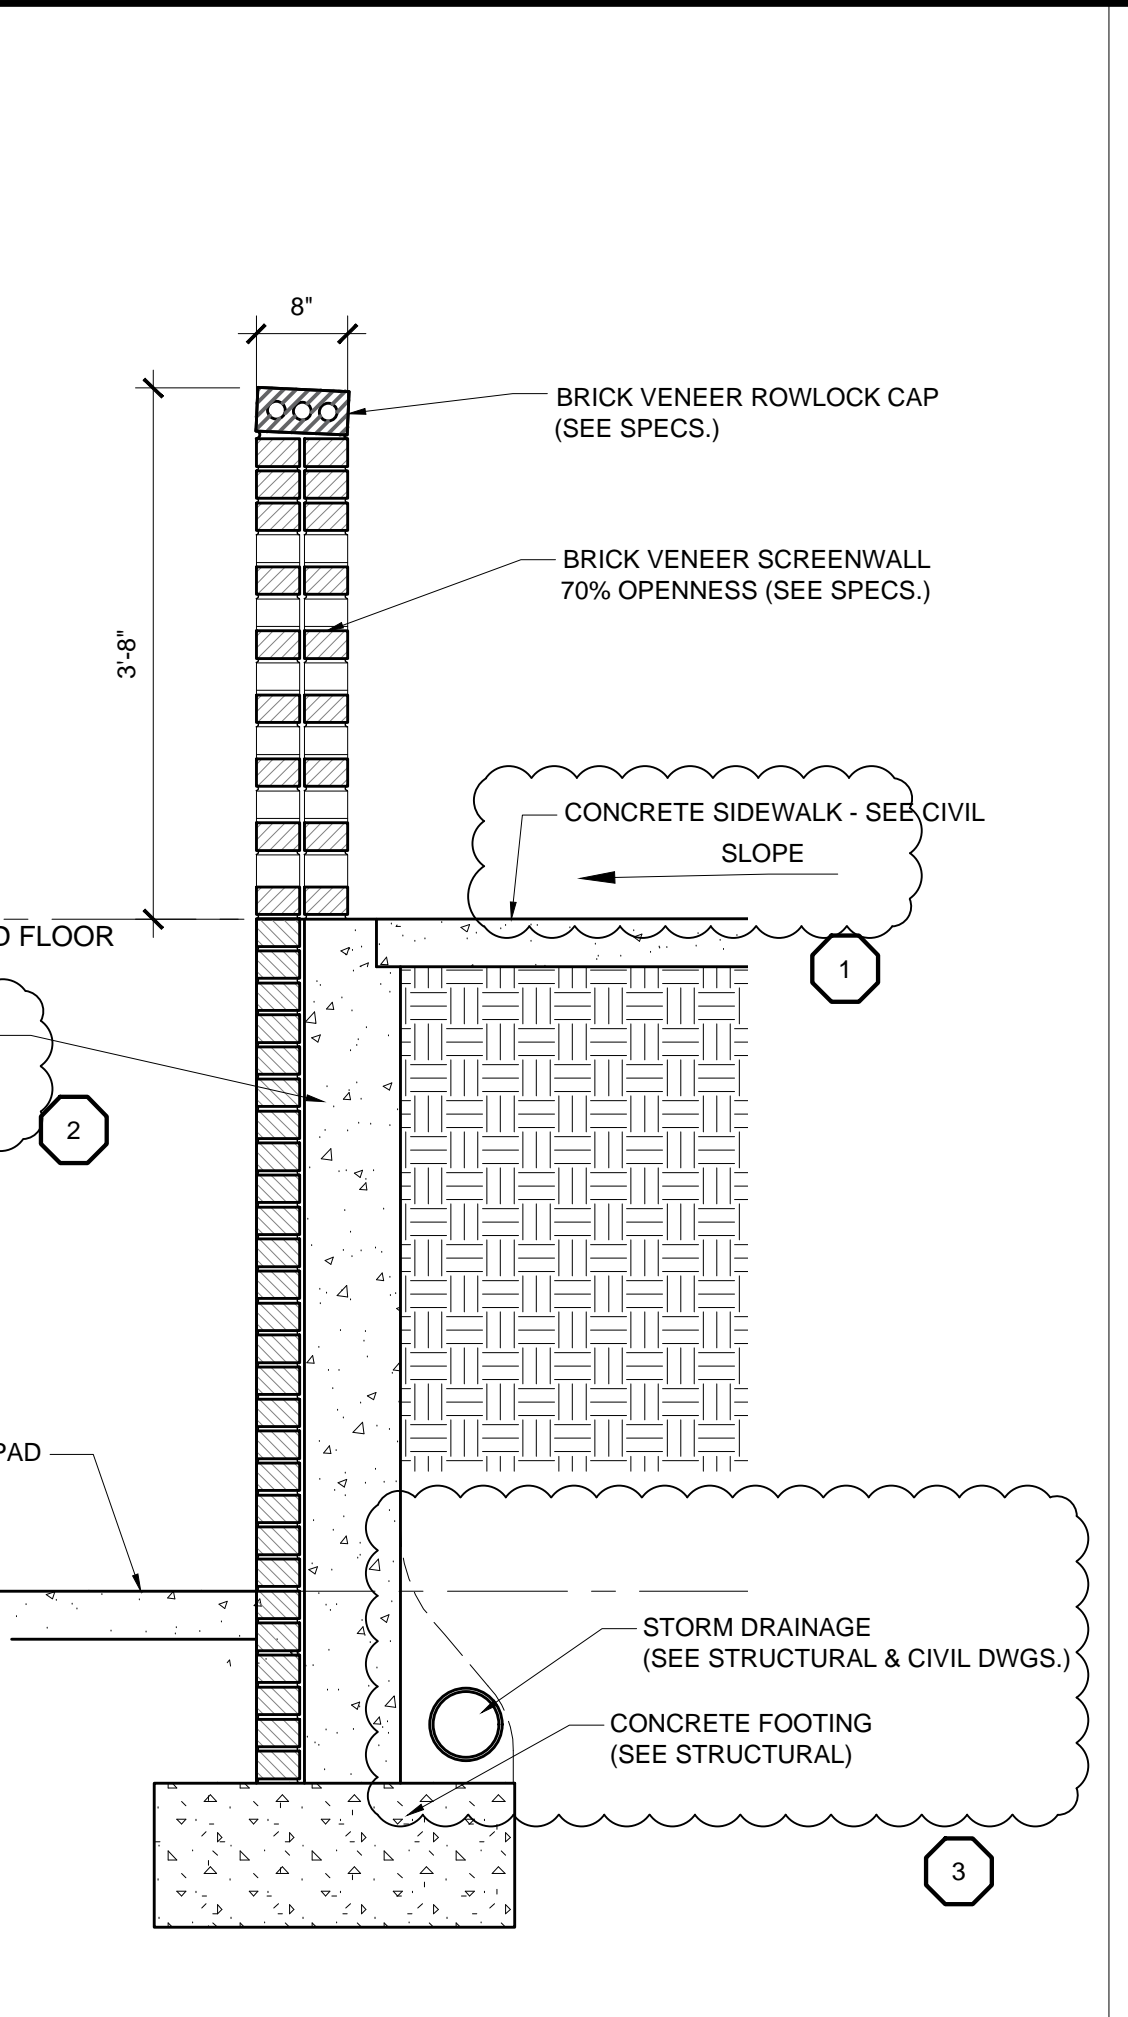 8"
BRICK VENEER ROWLOCK CAP
(SEE SPECS.)
BRICK VENEER SCREENWALL
70% OPENNESS (SEE SPECS.)
3'-8"
CONCRETE SIDEWALK - SEE CIVIL
SLOPE
FLOOR
1
2
PAD
STORM DRAINAGE
(SEE STRUCTURAL & CIVIL DWGS.)
CONCRETE FOOTING
(SEE STRUCTURAL)
3